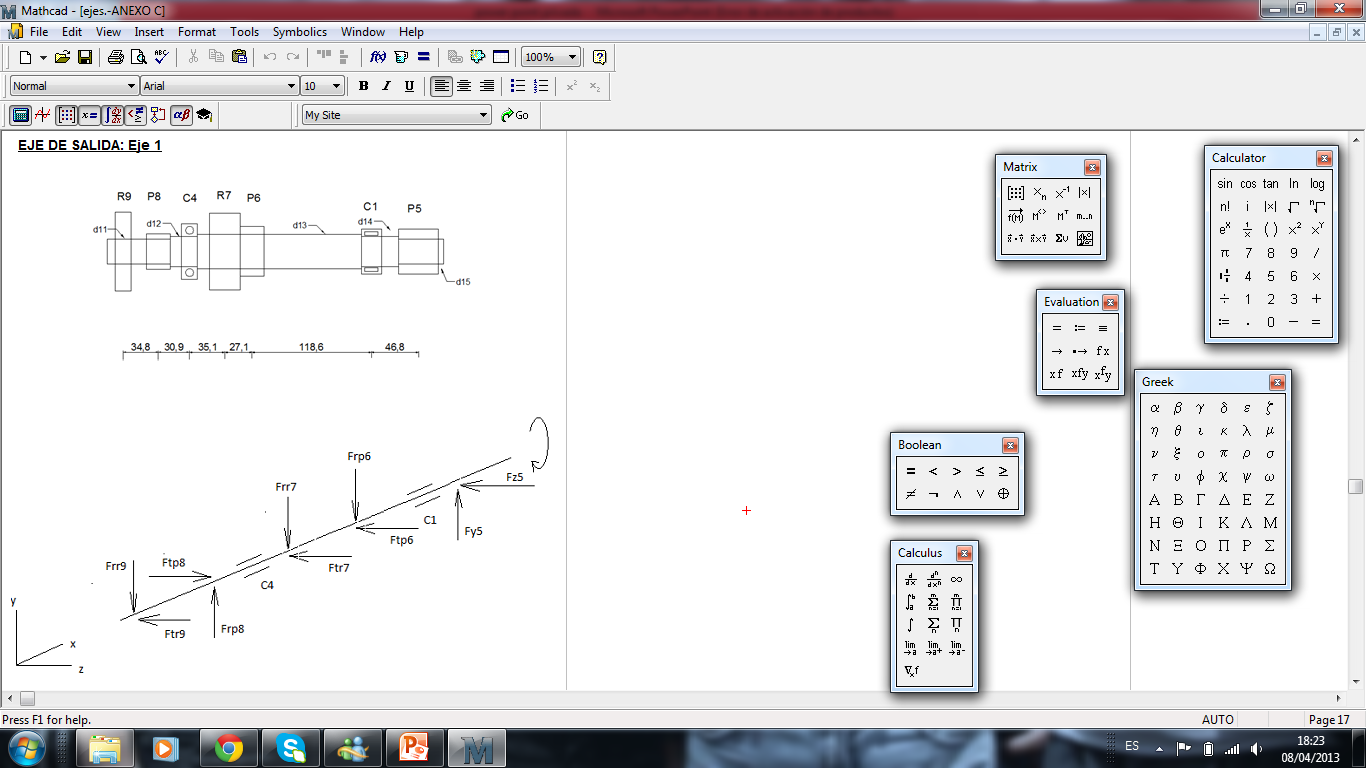 Mathcad - [ejes.-ANEXO C]
File Edit View Insert Format Tools Symbolics Window Help
100%
Normal Arial 10 B I U
My Site Go
EJE DE SALIDA: Eje 1
R9 P8 C4 R7 P6 C1 P5
d11 d12 d13 d14
d15
34,8 30,9 35,1 27,1 118,6 46,8
Frp6
Fz5
Frr7
C1
Ftp6 Fy5
Ftp8
Frr9 Ftr7
C4
Ftr9 Frp8
y
x
z
Matrix
Calculator
sin cos tan ln log
n! i |×|
π 7 8 9 /
4 5 6 ×
÷ 1 2 3 +
:= . 0 − =
Evaluation
= := ≡
→ f x
x f xfy
Boolean
= < > ≤ ≥
≠ ¬ ∧ ∨ ⊕
Calculus
Greek
α β γ δ ε ζ
η θ ι κ λ μ
ν ξ ο π ρ σ
τ υ ϕ χ ψ ω
Α Β Γ Δ Ε Ζ
Η Θ Ι Κ Λ Μ
Ν Ξ Ο Π Ρ Σ
Τ Υ Φ Χ Ψ Ω
Press F1 for help. AUTO Page 17
ES 18:23
08/04/2013